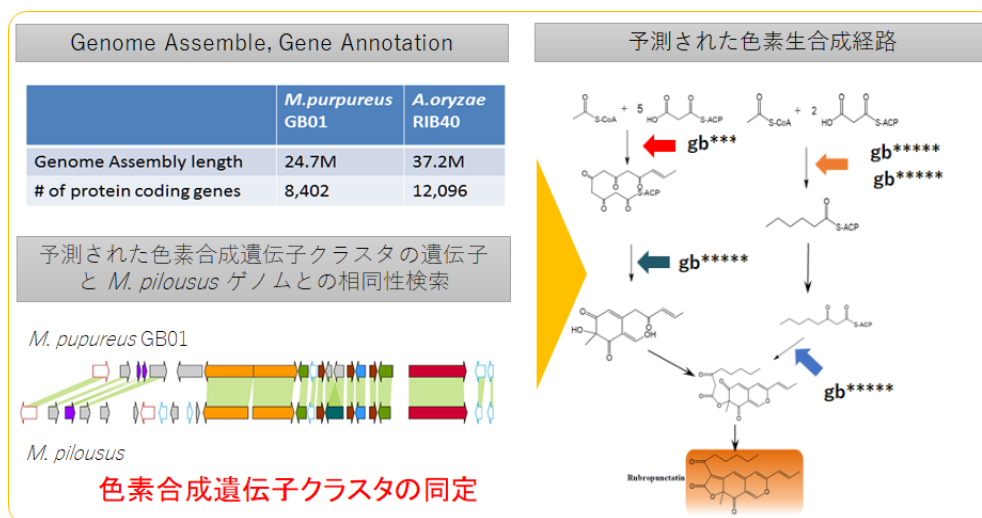 Genome Assemble, Gene Annotation
M.purpureus GB01
A.oryzae RIB40
Genome Assembly length 24.7M 37.2M
# of protein coding genes 8,402 12,096
予測された色素合成遺伝子クラスタの遺伝子
と M. pilousus ゲノムとの相同性検索
M. pupureus GB01
M. pilousus
色素合成遺伝子クラスタの同定
予測された色素生合成経路
O O O O O O
S-CoA + 5 HO S-ACP S-CoA + 2 HO S-ACP
gb***
gb*****
gb*****
O O O O O
S-ACP
O
S-ACP
gb*****
O O
HO OH
O
O O
S-ACP
gb*****
O O O O O
Rubropunctatin
O O O O O